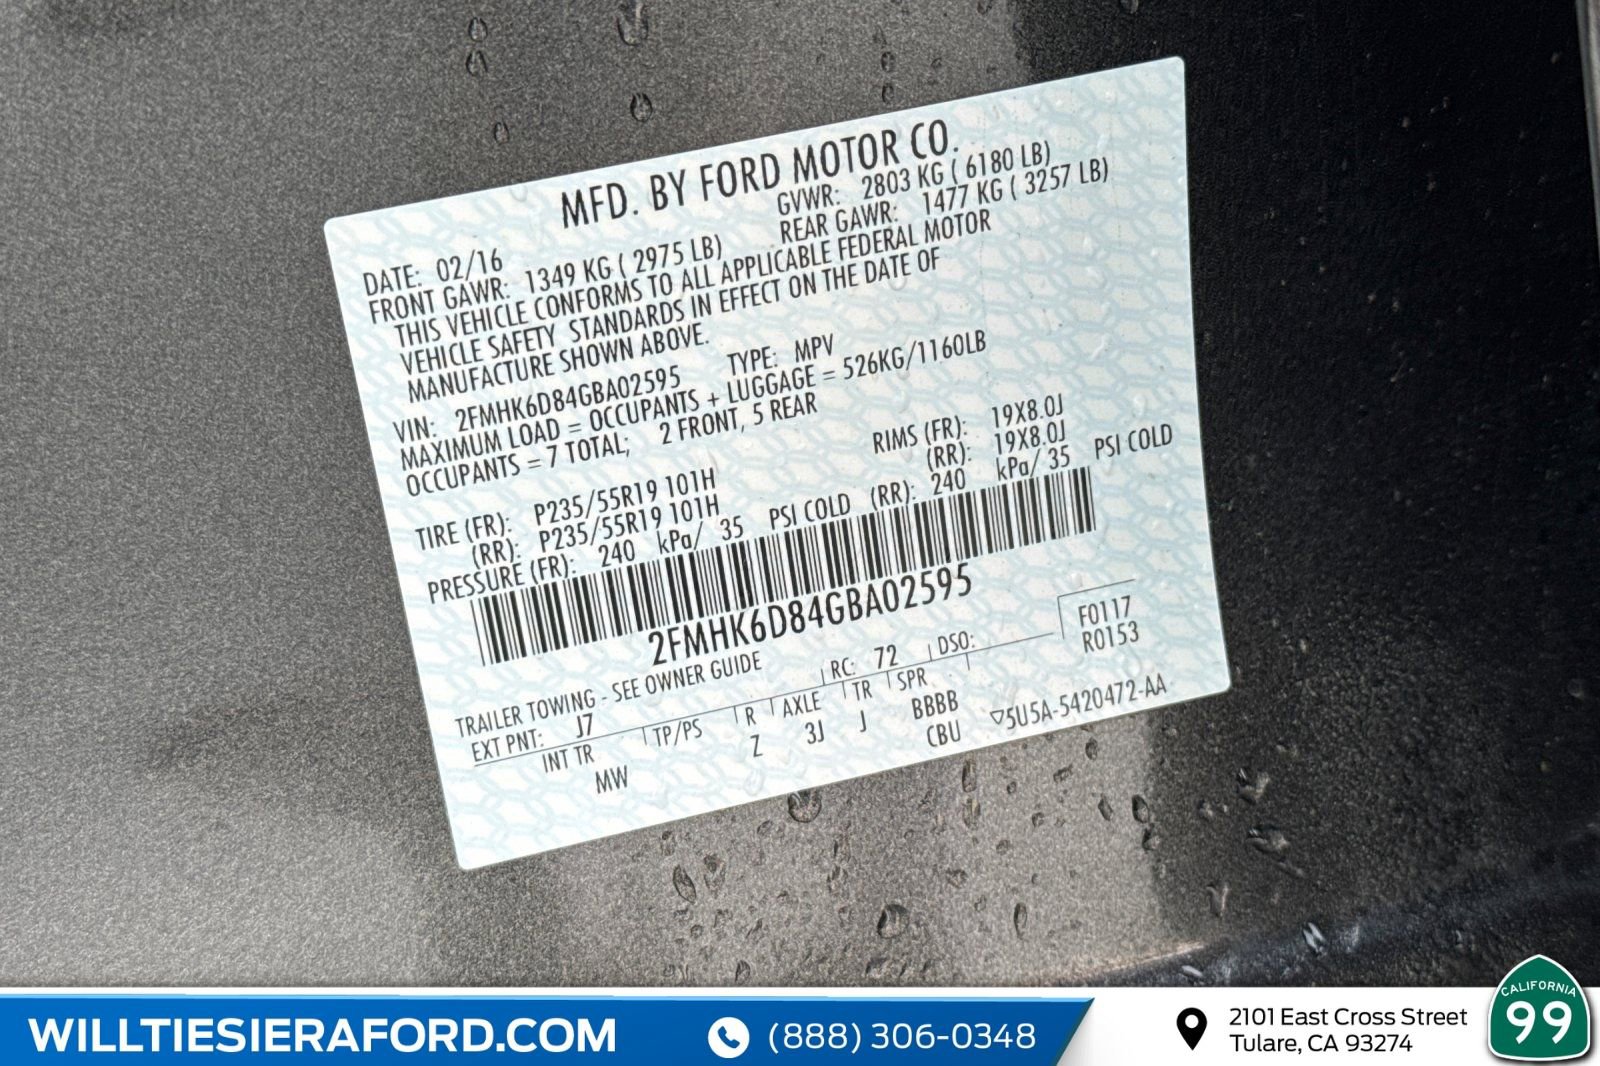 MFD. BY FORD MOTOR CO.
DATE: 02/16 GVWR: 2803 KG ( 6180 LB)
FRONT GAWR: 1349 KG ( 2975 LB) REAR GAWR: 1477 KG ( 3257 LB)
THIS VEHICLE CONFORMS TO ALL APPLICABLE FEDERAL MOTOR
VEHICLE SAFETY STANDARDS IN EFFECT ON THE DATE OF
MANUFACTURE SHOWN ABOVE.
VIN: 2FMHK6D84GBA02595 TYPE: MPV
MAXIMUM LOAD = OCCUPANTS + LUGGAGE = 526KG/1160LB
OCCUPANTS = 7 TOTAL; 2 FRONT, 5 REAR
TIRE (FR): P235/55R19 101H RIMS (FR): 19X8.0J
(RR): P235/55R19 101H (RR): 19X8.0J
PRESSURE (FR): 240 kPa/ 35 PSI COLD (RR): 240 kPa/ 35 PSI COLD
2FMHK6D84GBA02595
TRAILER TOWING - SEE OWNER GUIDE
F0117
EXT PNT: J7 RC: 72 DSO: R0153
INT TR TP/PS R AXLE TR SPR
MW Z 3J J BBBB
CBU ▽5U5A-5420472-AA
WILLTIESIERAFORD.COM
(888) 306-0348
2101 East Cross Street
Tulare, CA 93274
CALIFORNIA
99